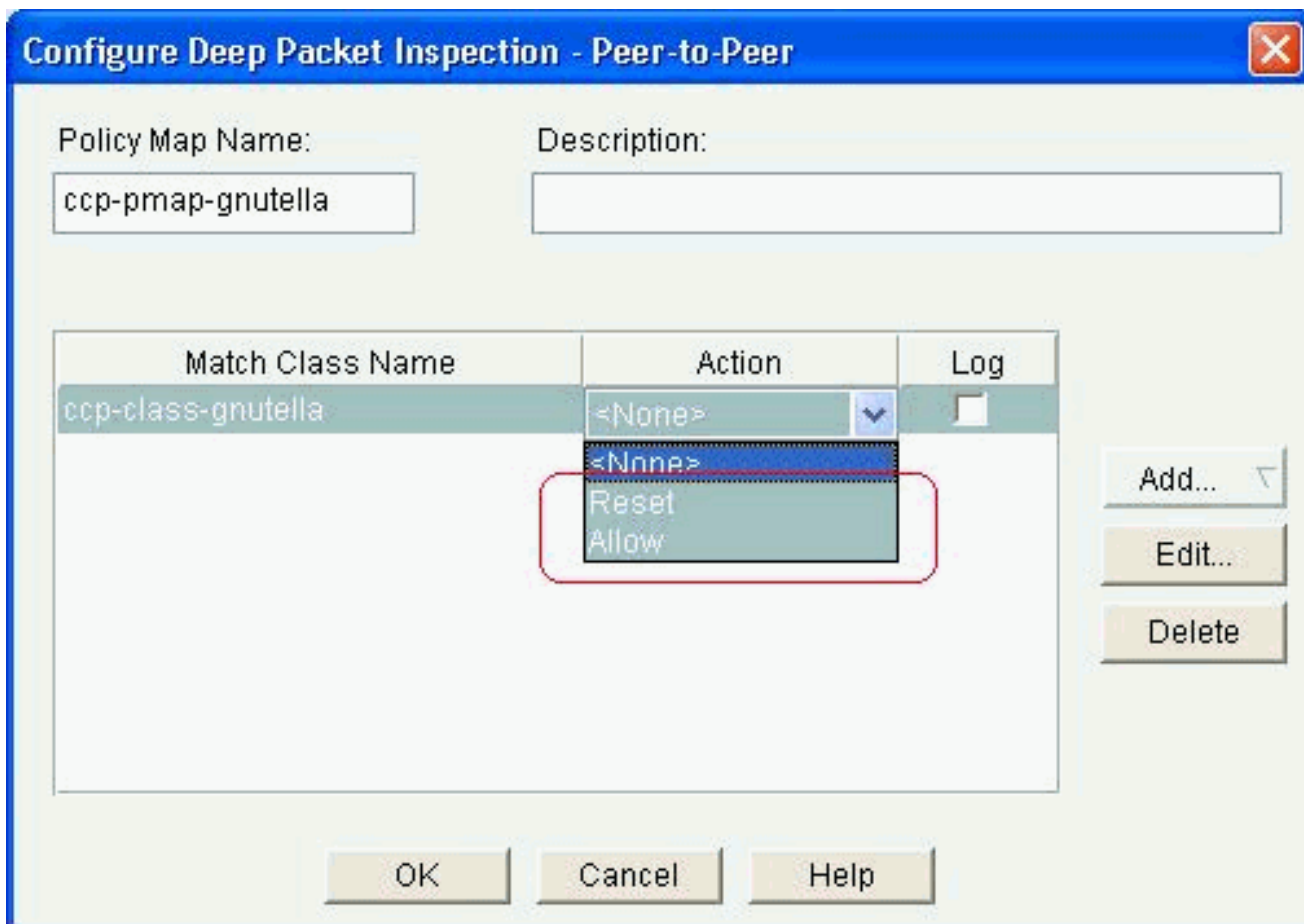 Configure Deep Packet Inspection - Peer-to-Peer
Policy Map Name:
Description:
ccp-pmap-gnutella
Match Class Name
Action
Log
ccp-class-gnutella
<None>
<None>
Reset
Allow
Add...
Edit...
Delete
OK
Cancel
Help